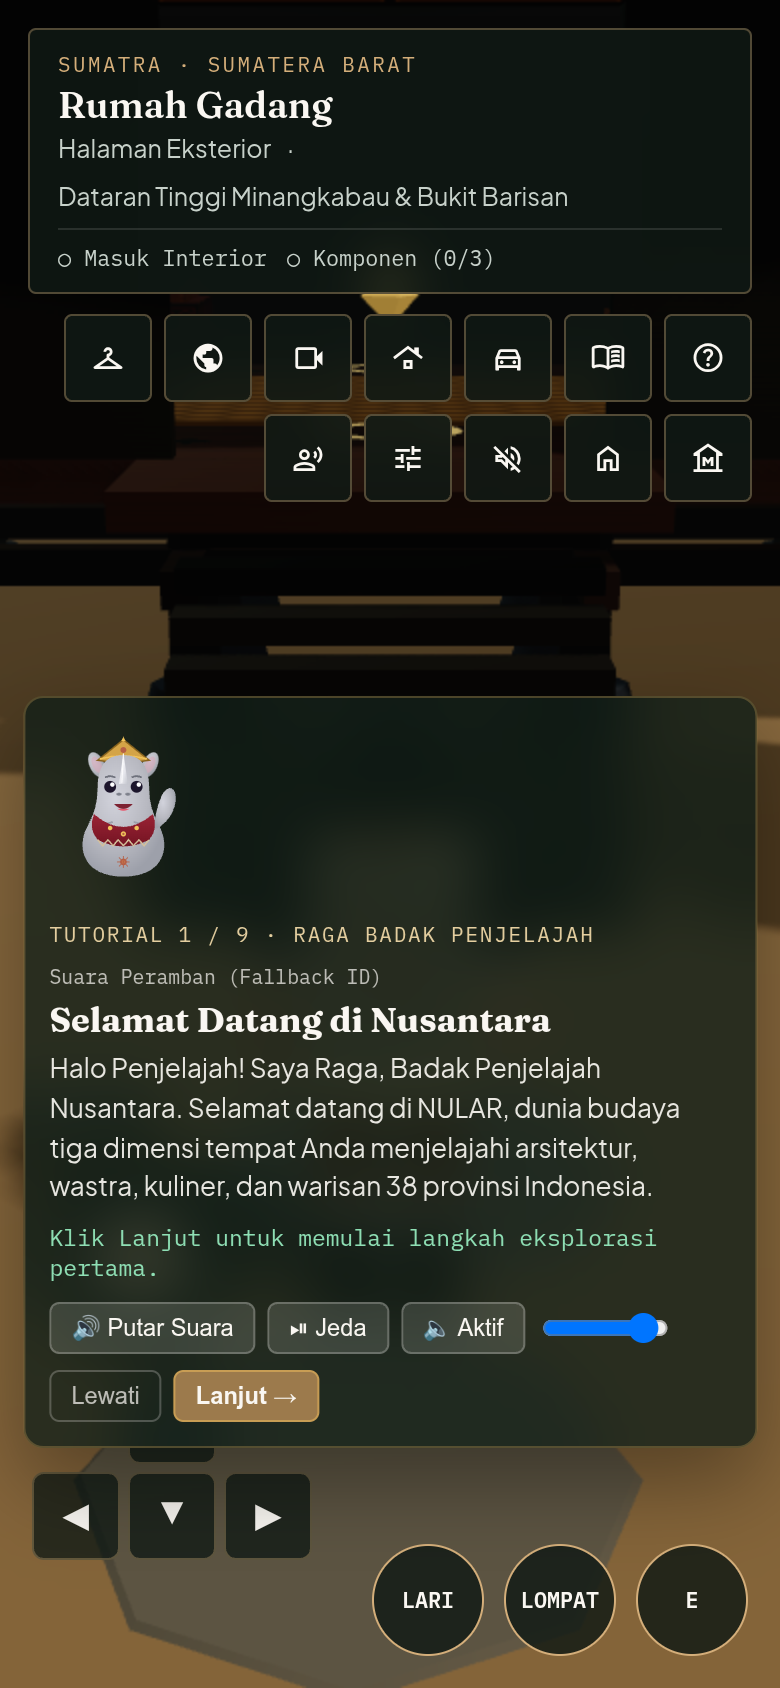 SUMATRA · SUMATERA BARAT
Rumah Gadang
Halaman Eksterior ·
Dataran Tinggi Minangkabau & Bukit Barisan
○ Masuk Interior ○ Komponen (0/3)
M
TUTORIAL 1 / 9 · RAGA BADAK PENJELAJAH
Suara Peramban (Fallback ID)
Selamat Datang di Nusantara
Halo Penjelajah! Saya Raga, Badak Penjelajah
Nusantara. Selamat datang di NULAR, dunia budaya
tiga dimensi tempat Anda menjelajahi arsitektur,
wastra, kuliner, dan warisan 38 provinsi Indonesia.
Klik Lanjut untuk memulai langkah eksplorasi
pertama.
🔊 Putar Suara ⏯ Jeda 🔈 Aktif
Lewati Lanjut →
◀ ▼ ▶
LARI LOMPAT E